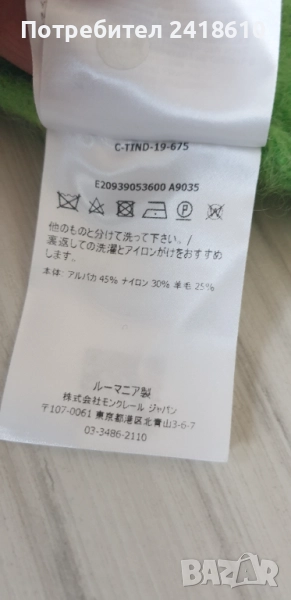 Потребител 2418619
C-TIND-19-675
E20939053600 A9035
他のものと分けて洗って下さい。/
裏返しての洗濯とアイロンがけをおすすめ
します。
本体: アルパカ 45% ナイロン 30% 羊毛 25%
ルーマニア製
株式会社モンクレール ジャパン
〒107-0061 東京都港区北青山3-6-7
03-3486-2110
BAZAR